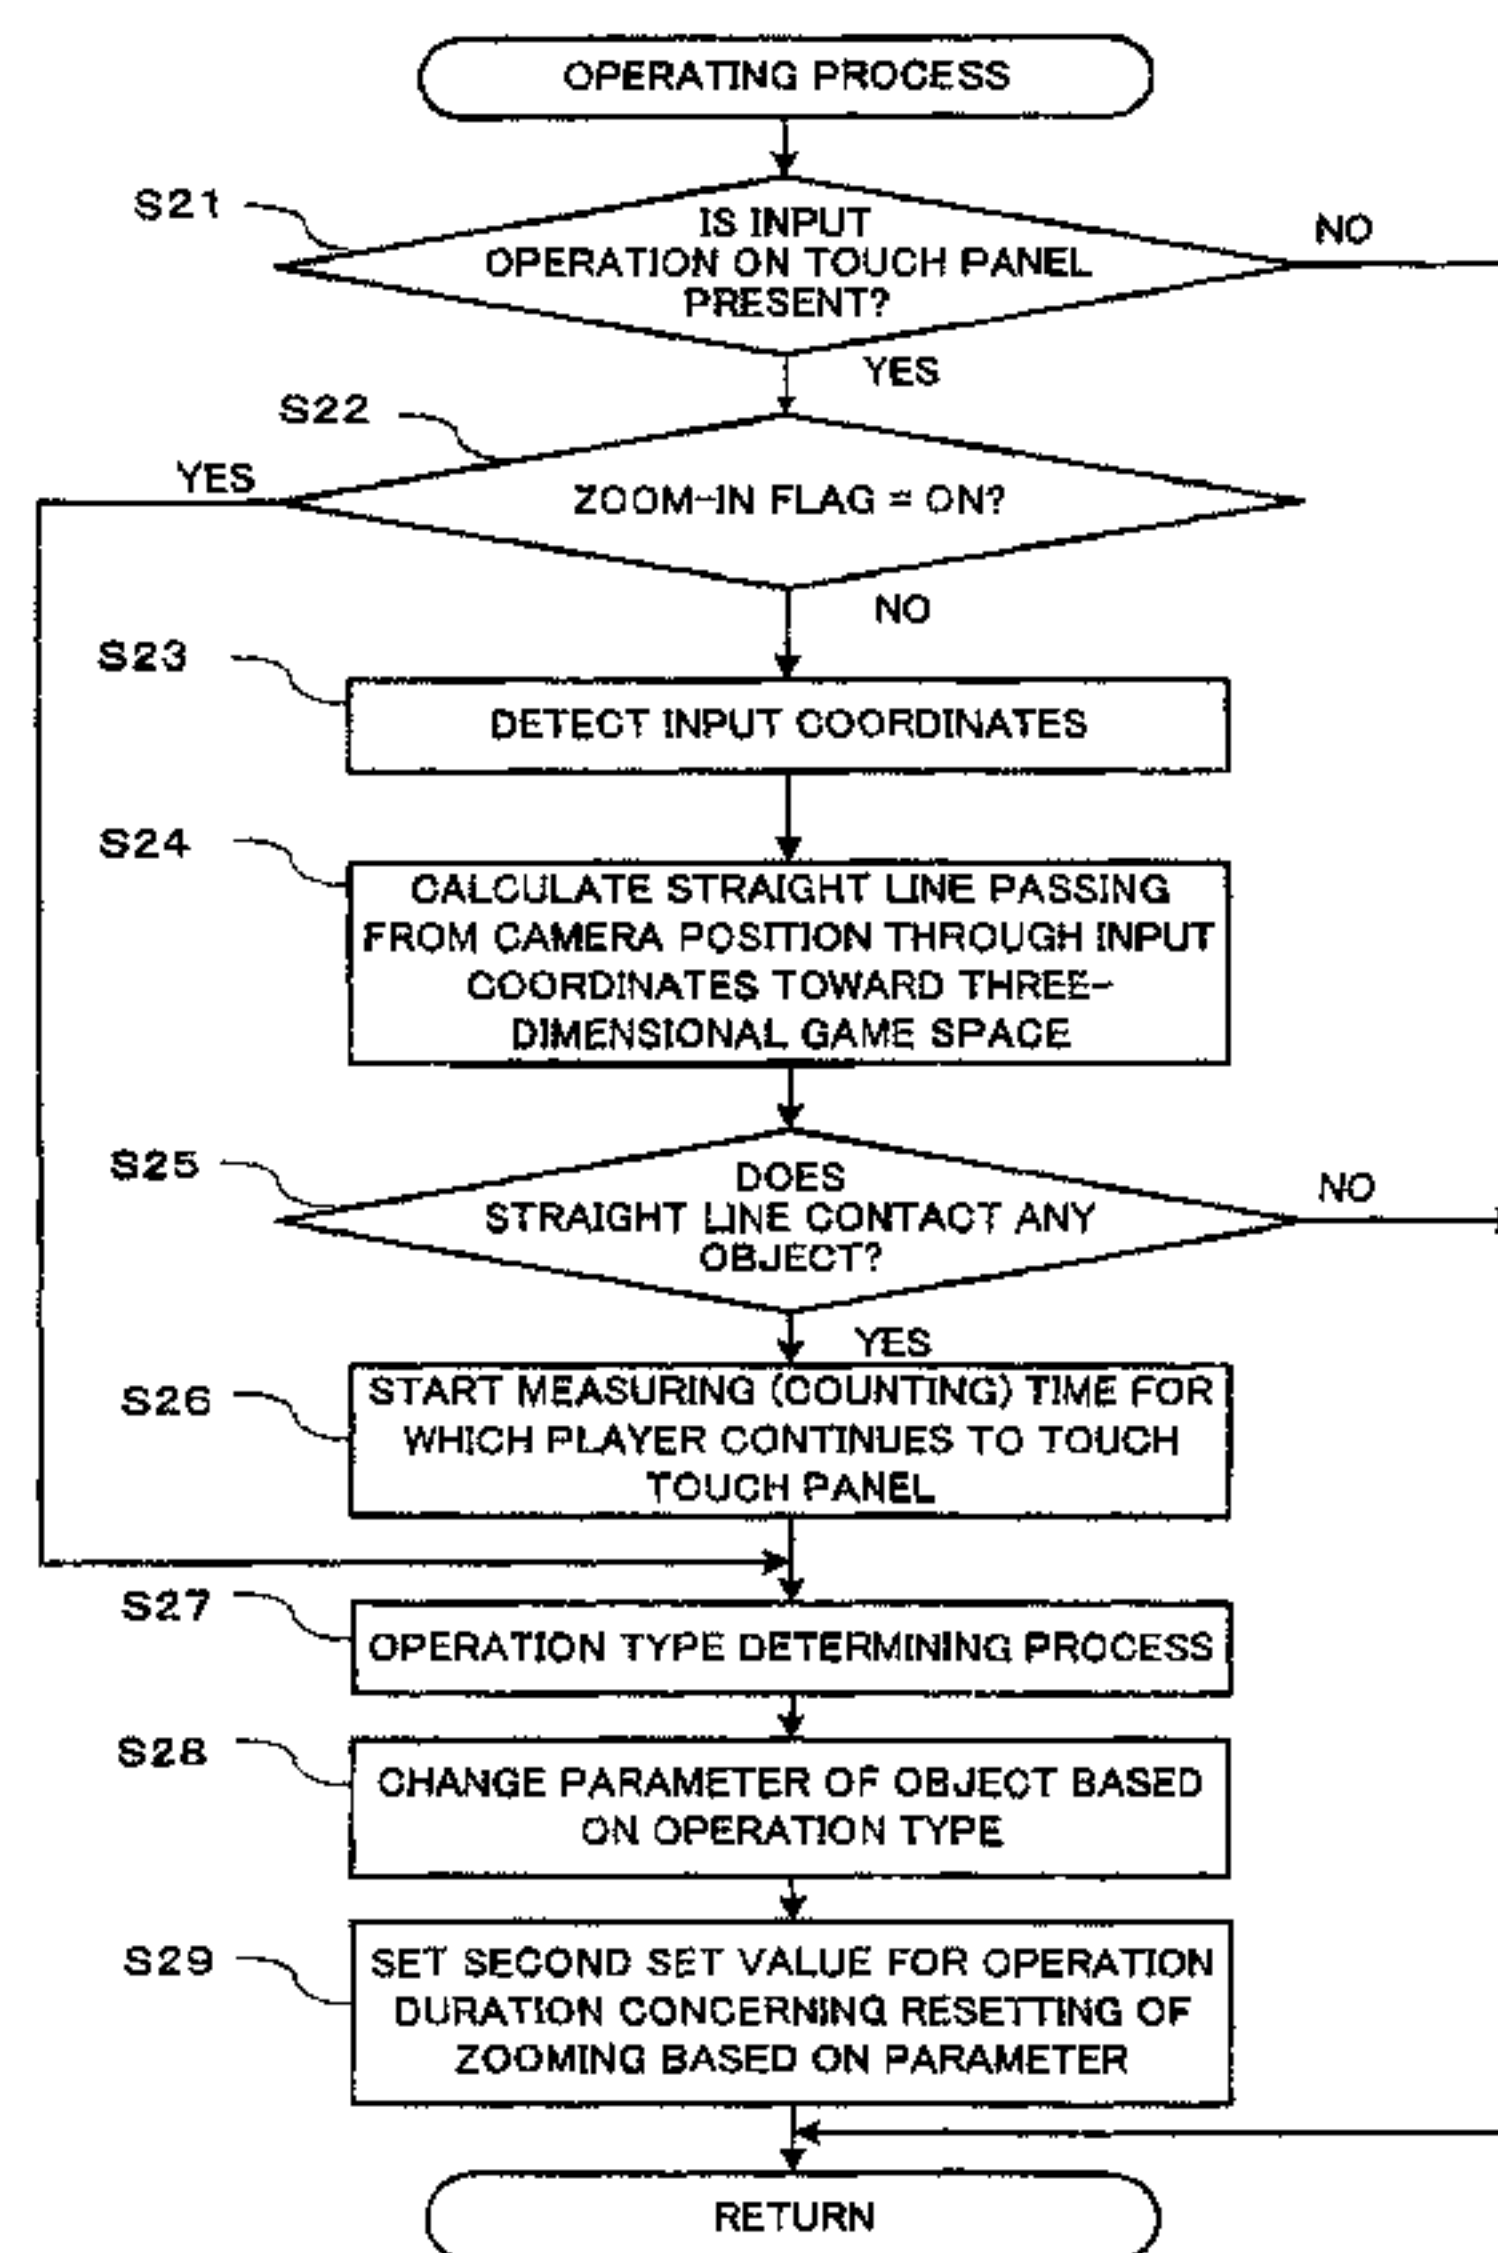 OPERATING PROCESS
S21
IS INPUT
OPERATION ON TOUCH PANEL
PRESENT?
NO
YES
S22
YES
ZOOM-IN FLAG = ON?
NO
S23
DETECT INPUT COORDINATES
S24
CALCULATE STRAIGHT LINE PASSING
FROM CAMERA POSITION THROUGH INPUT
COORDINATES TOWARD THREE-
DIMENSIONAL GAME SPACE
S25
DOES
STRAIGHT LINE CONTACT ANY
OBJECT?
NO
YES
S26
START MEASURING (COUNTING) TIME FOR
WHICH PLAYER CONTINUES TO TOUCH
TOUCH PANEL
S27
OPERATION TYPE DETERMINING PROCESS
S28
CHANGE PARAMETER OF OBJECT BASED
ON OPERATION TYPE
S29
SET SECOND SET VALUE FOR OPERATION
DURATION CONCERNING RESETTING OF
ZOOMING BASED ON PARAMETER
RETURN